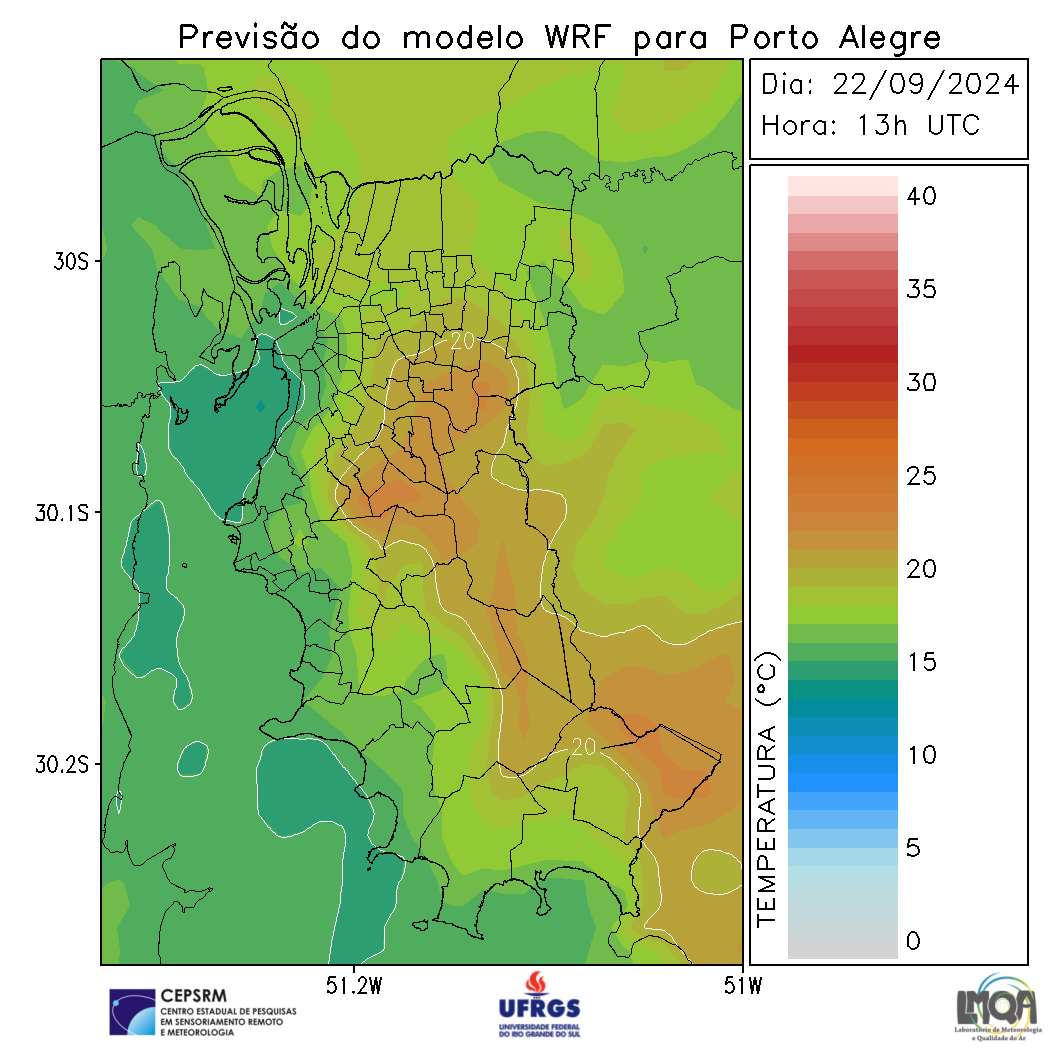 Previsão do modelo WRF para Porto Alegre
Dia: 22/09/2024
Hora: 13h UTC
30S
30.1S
30.2S
51.2W
51W
20
20
TEMPERATURA (°C)
40
35
30
25
20
15
10
5
0
CEPSRM
CENTRO ESTADUAL DE PESQUISAS
EM SENSORIAMENTO REMOTO
E METEOROLOGIA
UFRGS
UNIVERSIDADE FEDERAL
DO RIO GRANDE DO SUL
LMQA
Laboratório de Meteorologia
e Qualidade do Ar